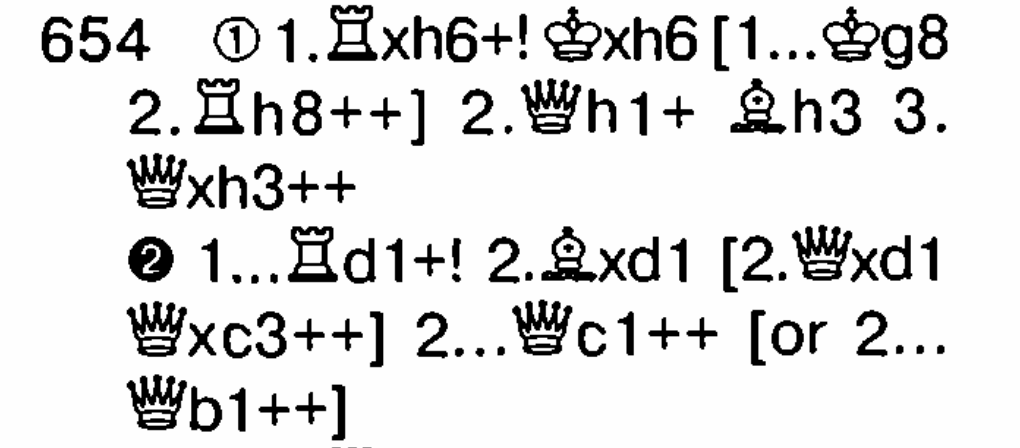 654 ① 1.♖xh6+! ♔xh6 [1...♔g8
2.♖h8++] 2.♕h1+ ♗h3 3.
♕xh3++
❷ 1...♖d1+! 2.♗xd1 [2.♕xd1
♕xc3++] 2...♕c1++ [or 2...
♕b1++]